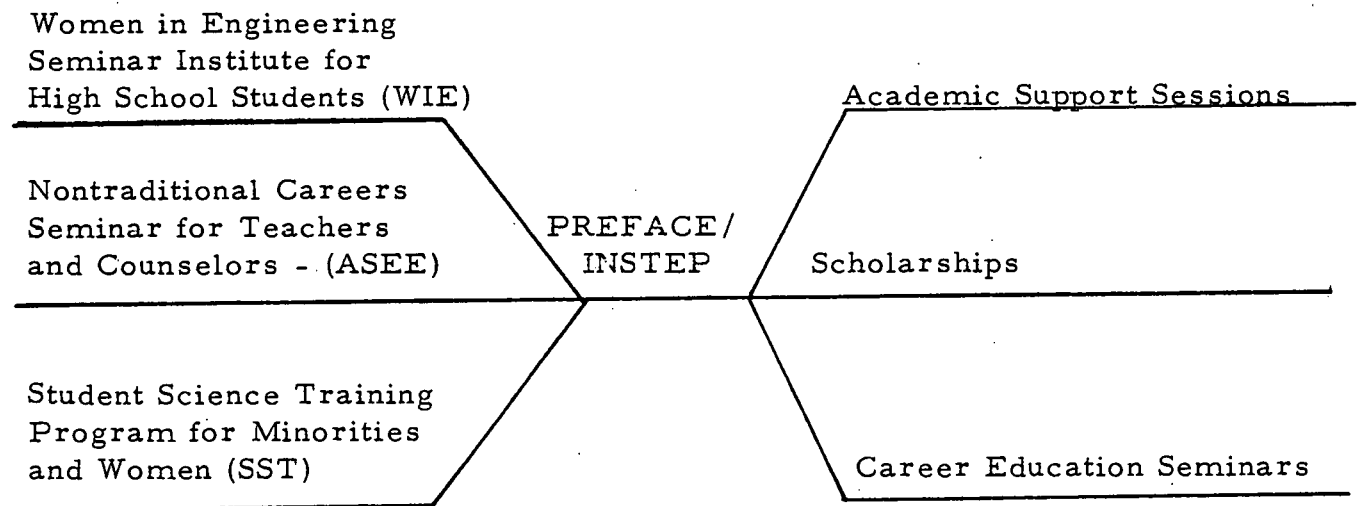 Women in Engineering
Seminar Institute for
High School Students (WIE)
Nontraditional Careers
Seminar for Teachers
and Counselors - (ASEE)
Student Science Training
Program for Minorities
and Women (SST)
PREFACE/
INSTEP
Academic Support Sessions
Scholarships
Career Education Seminars